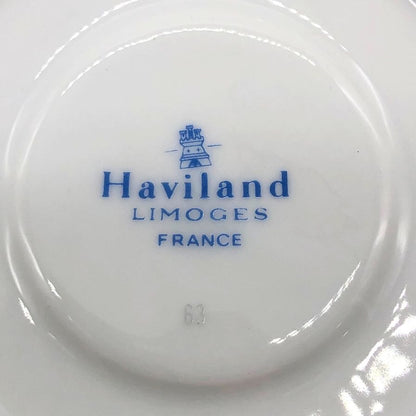 Haviland
LIMOGES
FRANCE
63